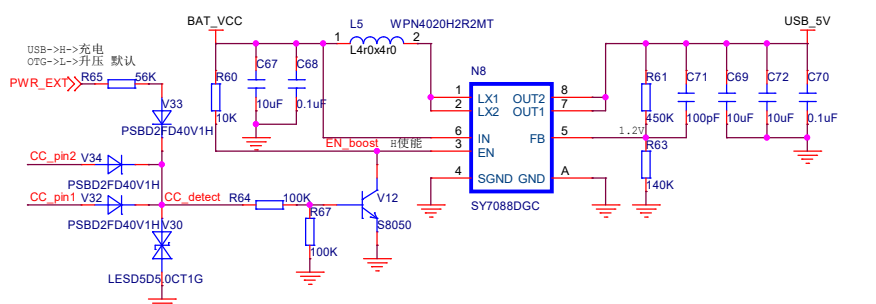 BAT_VCC
L5 WPN4020H2R2MT
USB_5V
1 L4r0x4r0 2
USB->H->充电
OTG->L->升压 默认
PWR_EXT
R65 56K
R60
10K
C67
10uF
C68
0.1uF
N8
1 LX1 OUT2 8
2 LX2 OUT1 7
6 IN FB 5
3 EN
4 SGND GND A
SY7088DGC
R61
450K
C71
100pF
C69
10uF
C72
10uF
C70
0.1uF
1.2V
R63
140K
V33
PSBD2FD40V1H
EN_boost H使能
CC_pin2 V34
PSBD2FD40V1H
CC_pin1 V32
PSBD2FD40V1H
CC_detect
R64 100K
V12
S8050
R67
100K
V30
LESD5D5.0CT1G